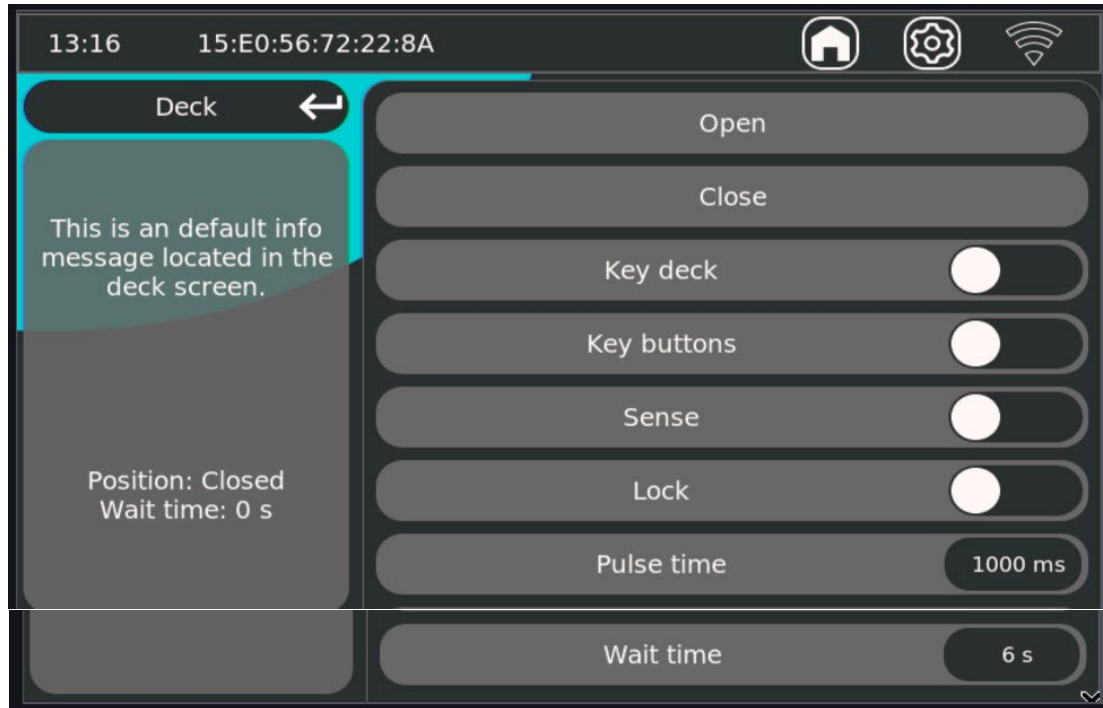 13:16 15:E0:56:72:22:8A
Deck
This is an default info
message located in the
deck screen.
Position: Closed
Wait time: 0 s
Open
Close
Key deck
Key buttons
Sense
Lock
Pulse time 1000 ms
Wait time 6 s